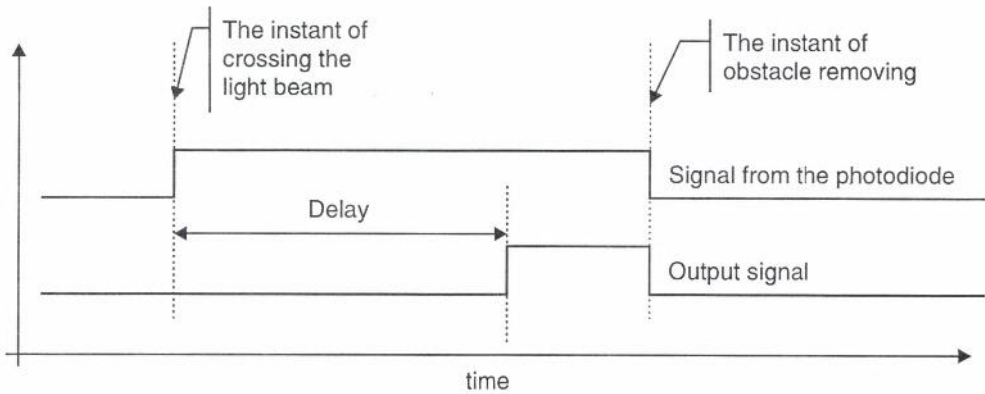 The instant of
crossing the
light beam
The instant of
obstacle removing
Signal from the photodiode
Delay
Output signal
time